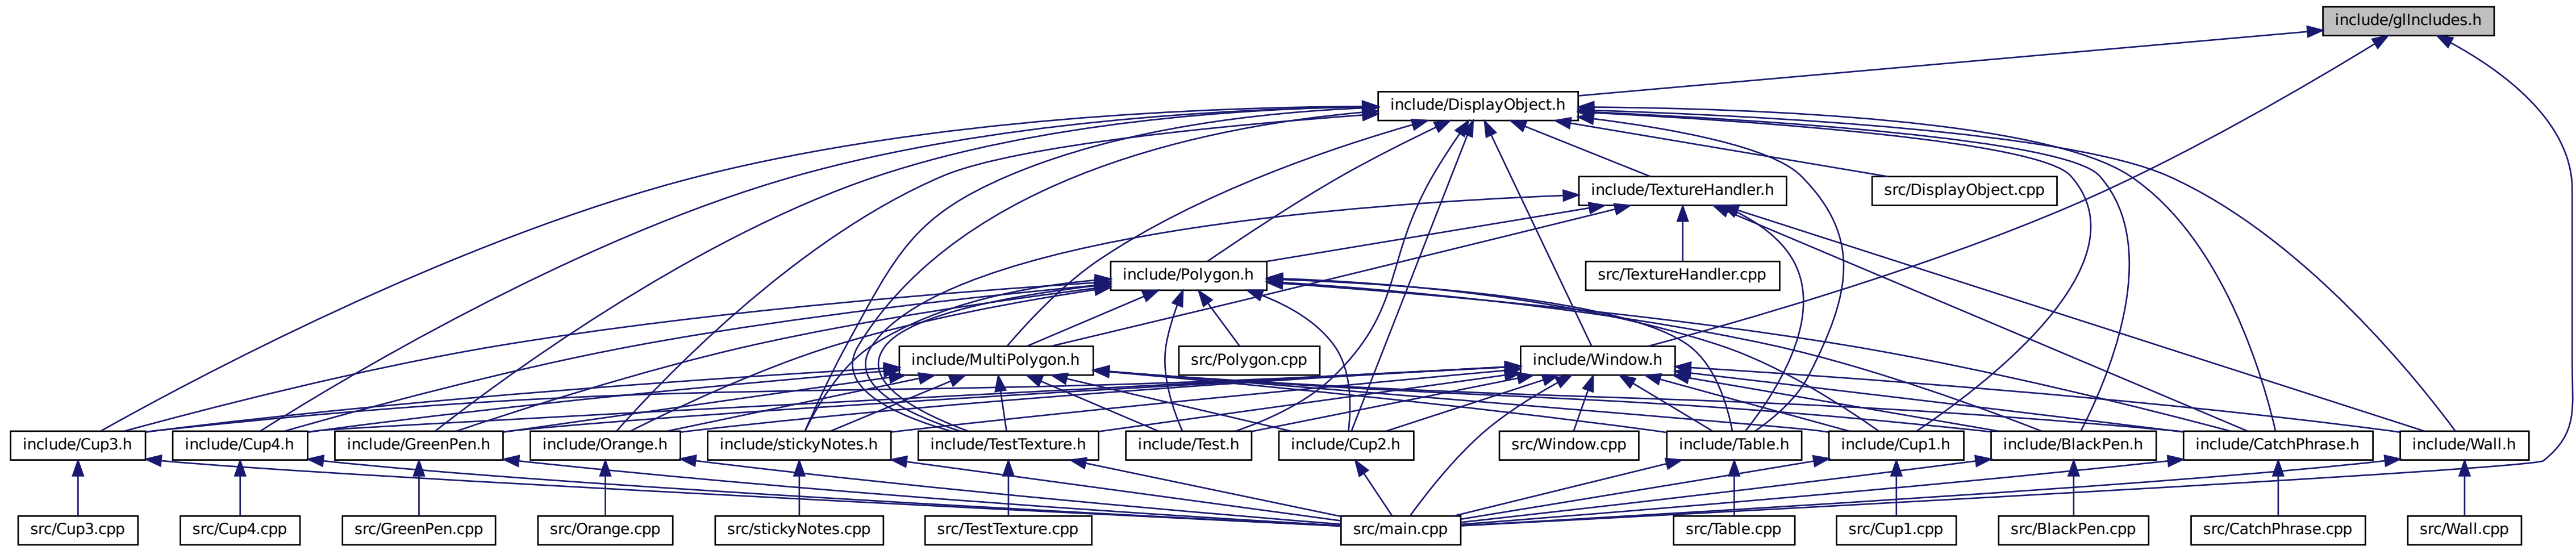 include/glIncludes.h
include/DisplayObject.h
include/TextureHandler.h
src/DisplayObject.cpp
include/Polygon.h
src/TextureHandler.cpp
include/MultiPolygon.h
src/Polygon.cpp
include/Window.h
include/Cup3.h
include/Cup4.h
include/GreenPen.h
include/Orange.h
include/stickyNotes.h
include/TestTexture.h
include/Test.h
include/Cup2.h
src/Window.cpp
include/Table.h
include/Cup1.h
include/BlackPen.h
include/CatchPhrase.h
include/Wall.h
src/Cup3.cpp
src/Cup4.cpp
src/GreenPen.cpp
src/Orange.cpp
src/stickyNotes.cpp
src/TestTexture.cpp
src/main.cpp
src/Table.cpp
src/Cup1.cpp
src/BlackPen.cpp
src/CatchPhrase.cpp
src/Wall.cpp